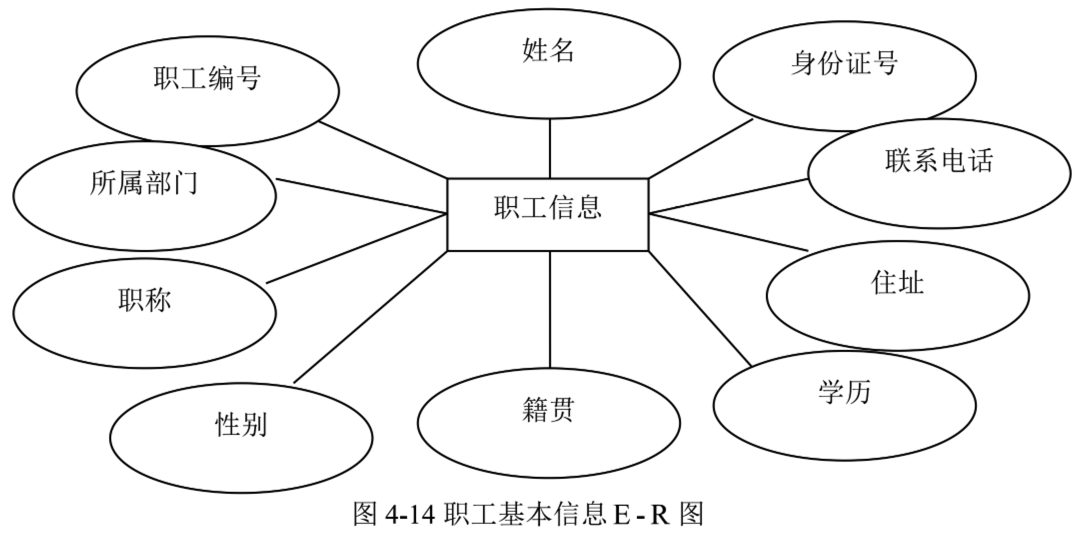 姓名
身份证号
职工编号
联系电话
所属部门
职工信息
住址
职称
学历
籍贯
性别
图 4-14 职工基本信息 E - R 图